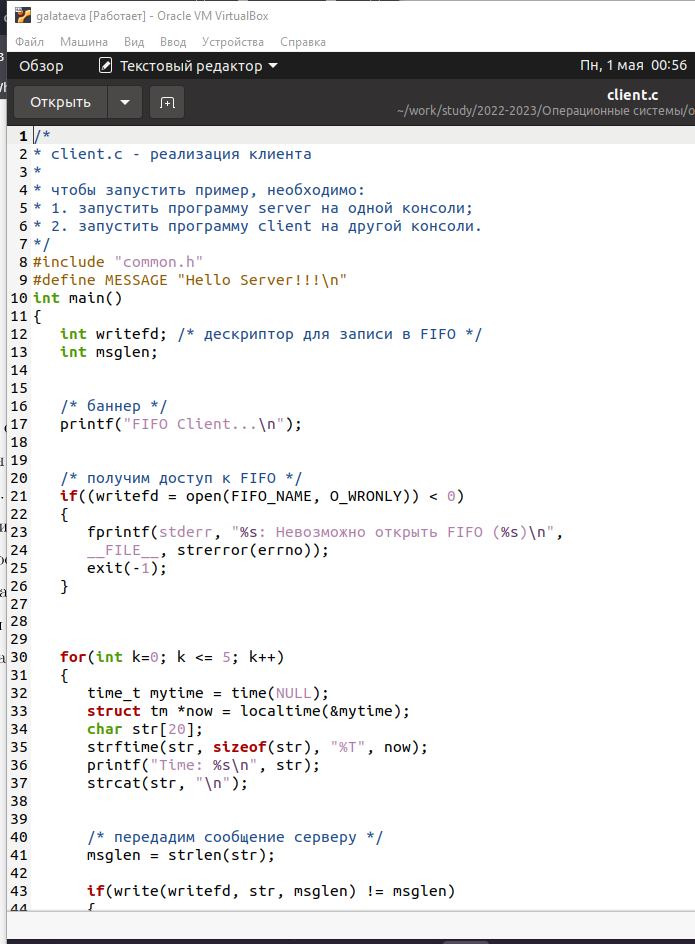 galataeva [Работает] - Oracle VM VirtualBox
Файл Машина Вид Ввод Устройства Справка
Обзор Текстовый редактор Пн, 1 мая 00:56
Открыть client.c
~/work/study/2022-2023/Операционные системы/o
1 /*
2 * client.c - реализация клиента
3 *
4 * чтобы запустить пример, необходимо:
5 * 1. запустить программу server на одной консоли;
6 * 2. запустить программу client на другой консоли.
7 */
8 #include "common.h"
9 #define MESSAGE "Hello Server!!!\n"
10 int main()
11 {
12 int writefd; /* дескриптор для записи в FIFO */
13 int msglen;
14
15
16 /* баннер */
17 printf("FIFO Client...\n");
18
19
20 /* получим доступ к FIFO */
21 if((writefd = open(FIFO_NAME, O_WRONLY)) < 0)
22 {
23 fprintf(stderr, "%s: Невозможно открыть FIFO (%s)\n",
24 __FILE__, strerror(errno));
25 exit(-1);
26 }
27
28
29
30 for(int k=0; k <= 5; k++)
31 {
32 time_t mytime = time(NULL);
33 struct tm *now = localtime(&mytime);
34 char str[20];
35 strftime(str, sizeof(str), "%T", now);
36 printf("Time: %s\n", str);
37 strcat(str, "\n");
38
39
40 /* передадим сообщение серверу */
41 msglen = strlen(str);
42
43 if(write(writefd, str, msglen) != msglen)
44 {